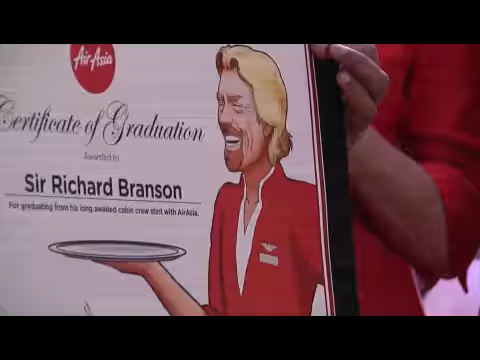 AirAsia
Certificate of Graduation
Awarded to
Sir Richard Branson
For graduating from his long awaited cabin crew stint with AirAsia.